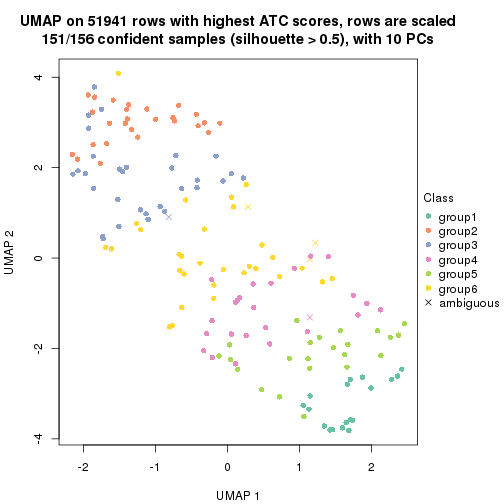 UMAP on 51941 rows with highest ATC scores, rows are scaled
151/156 confident samples (silhouette > 0.5), with 10 PCs
4
2
0
-2
-4
UMAP 2
-2
-1
0
1
2
UMAP 1
Class
group1
group2
group3
group4
group5
group6
ambiguous